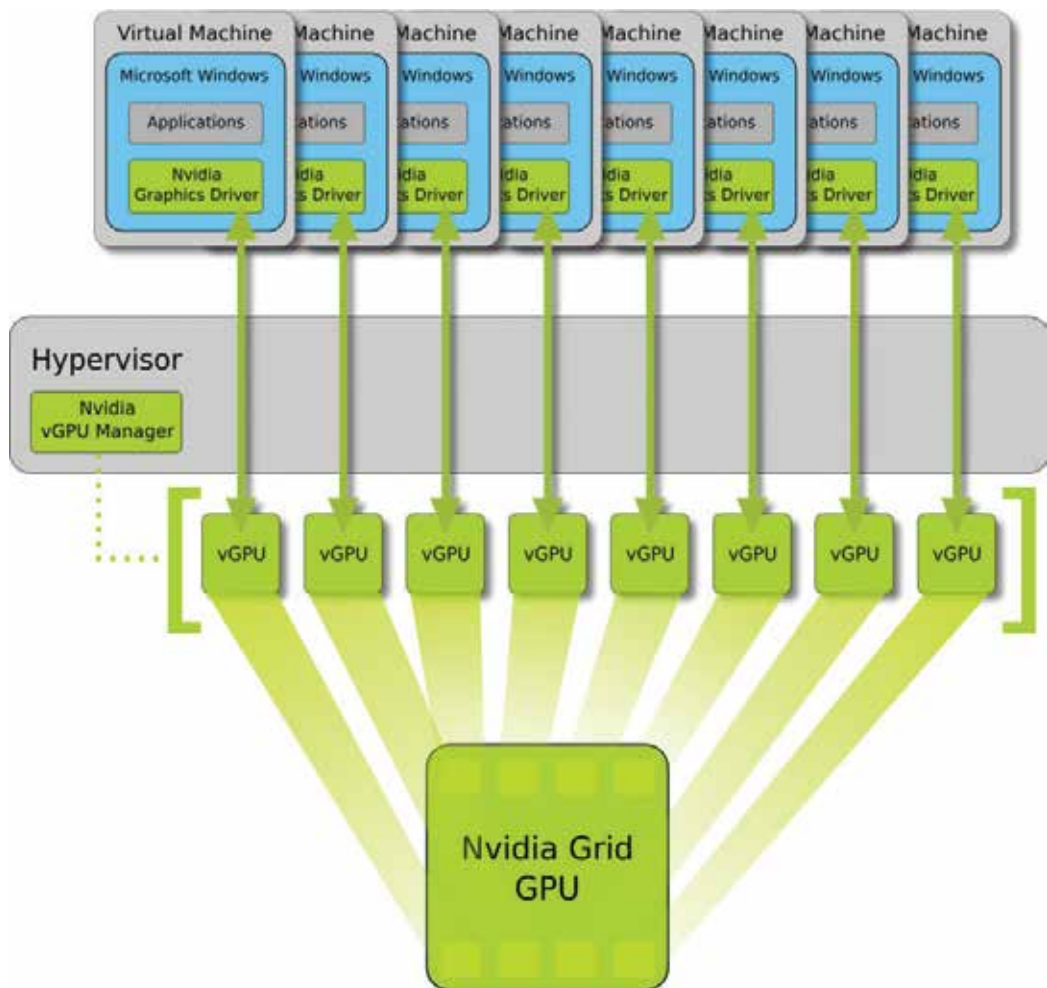 Virtual Machine
Microsoft Windows
Applications
Nvidia
Graphics Driver
Machine
Windows
ations
idia
s Driver
Machine
Windows
ations
idia
s Driver
Machine
Windows
ations
idia
s Driver
Machine
Windows
ations
idia
s Driver
Machine
Windows
ations
idia
s Driver
Machine
Windows
ations
idia
s Driver
Machine
Windows
ations
idia
s Driver
Hypervisor
Nvidia
vGPU Manager
vGPU
vGPU
vGPU
vGPU
vGPU
vGPU
vGPU
vGPU
Nvidia Grid
GPU